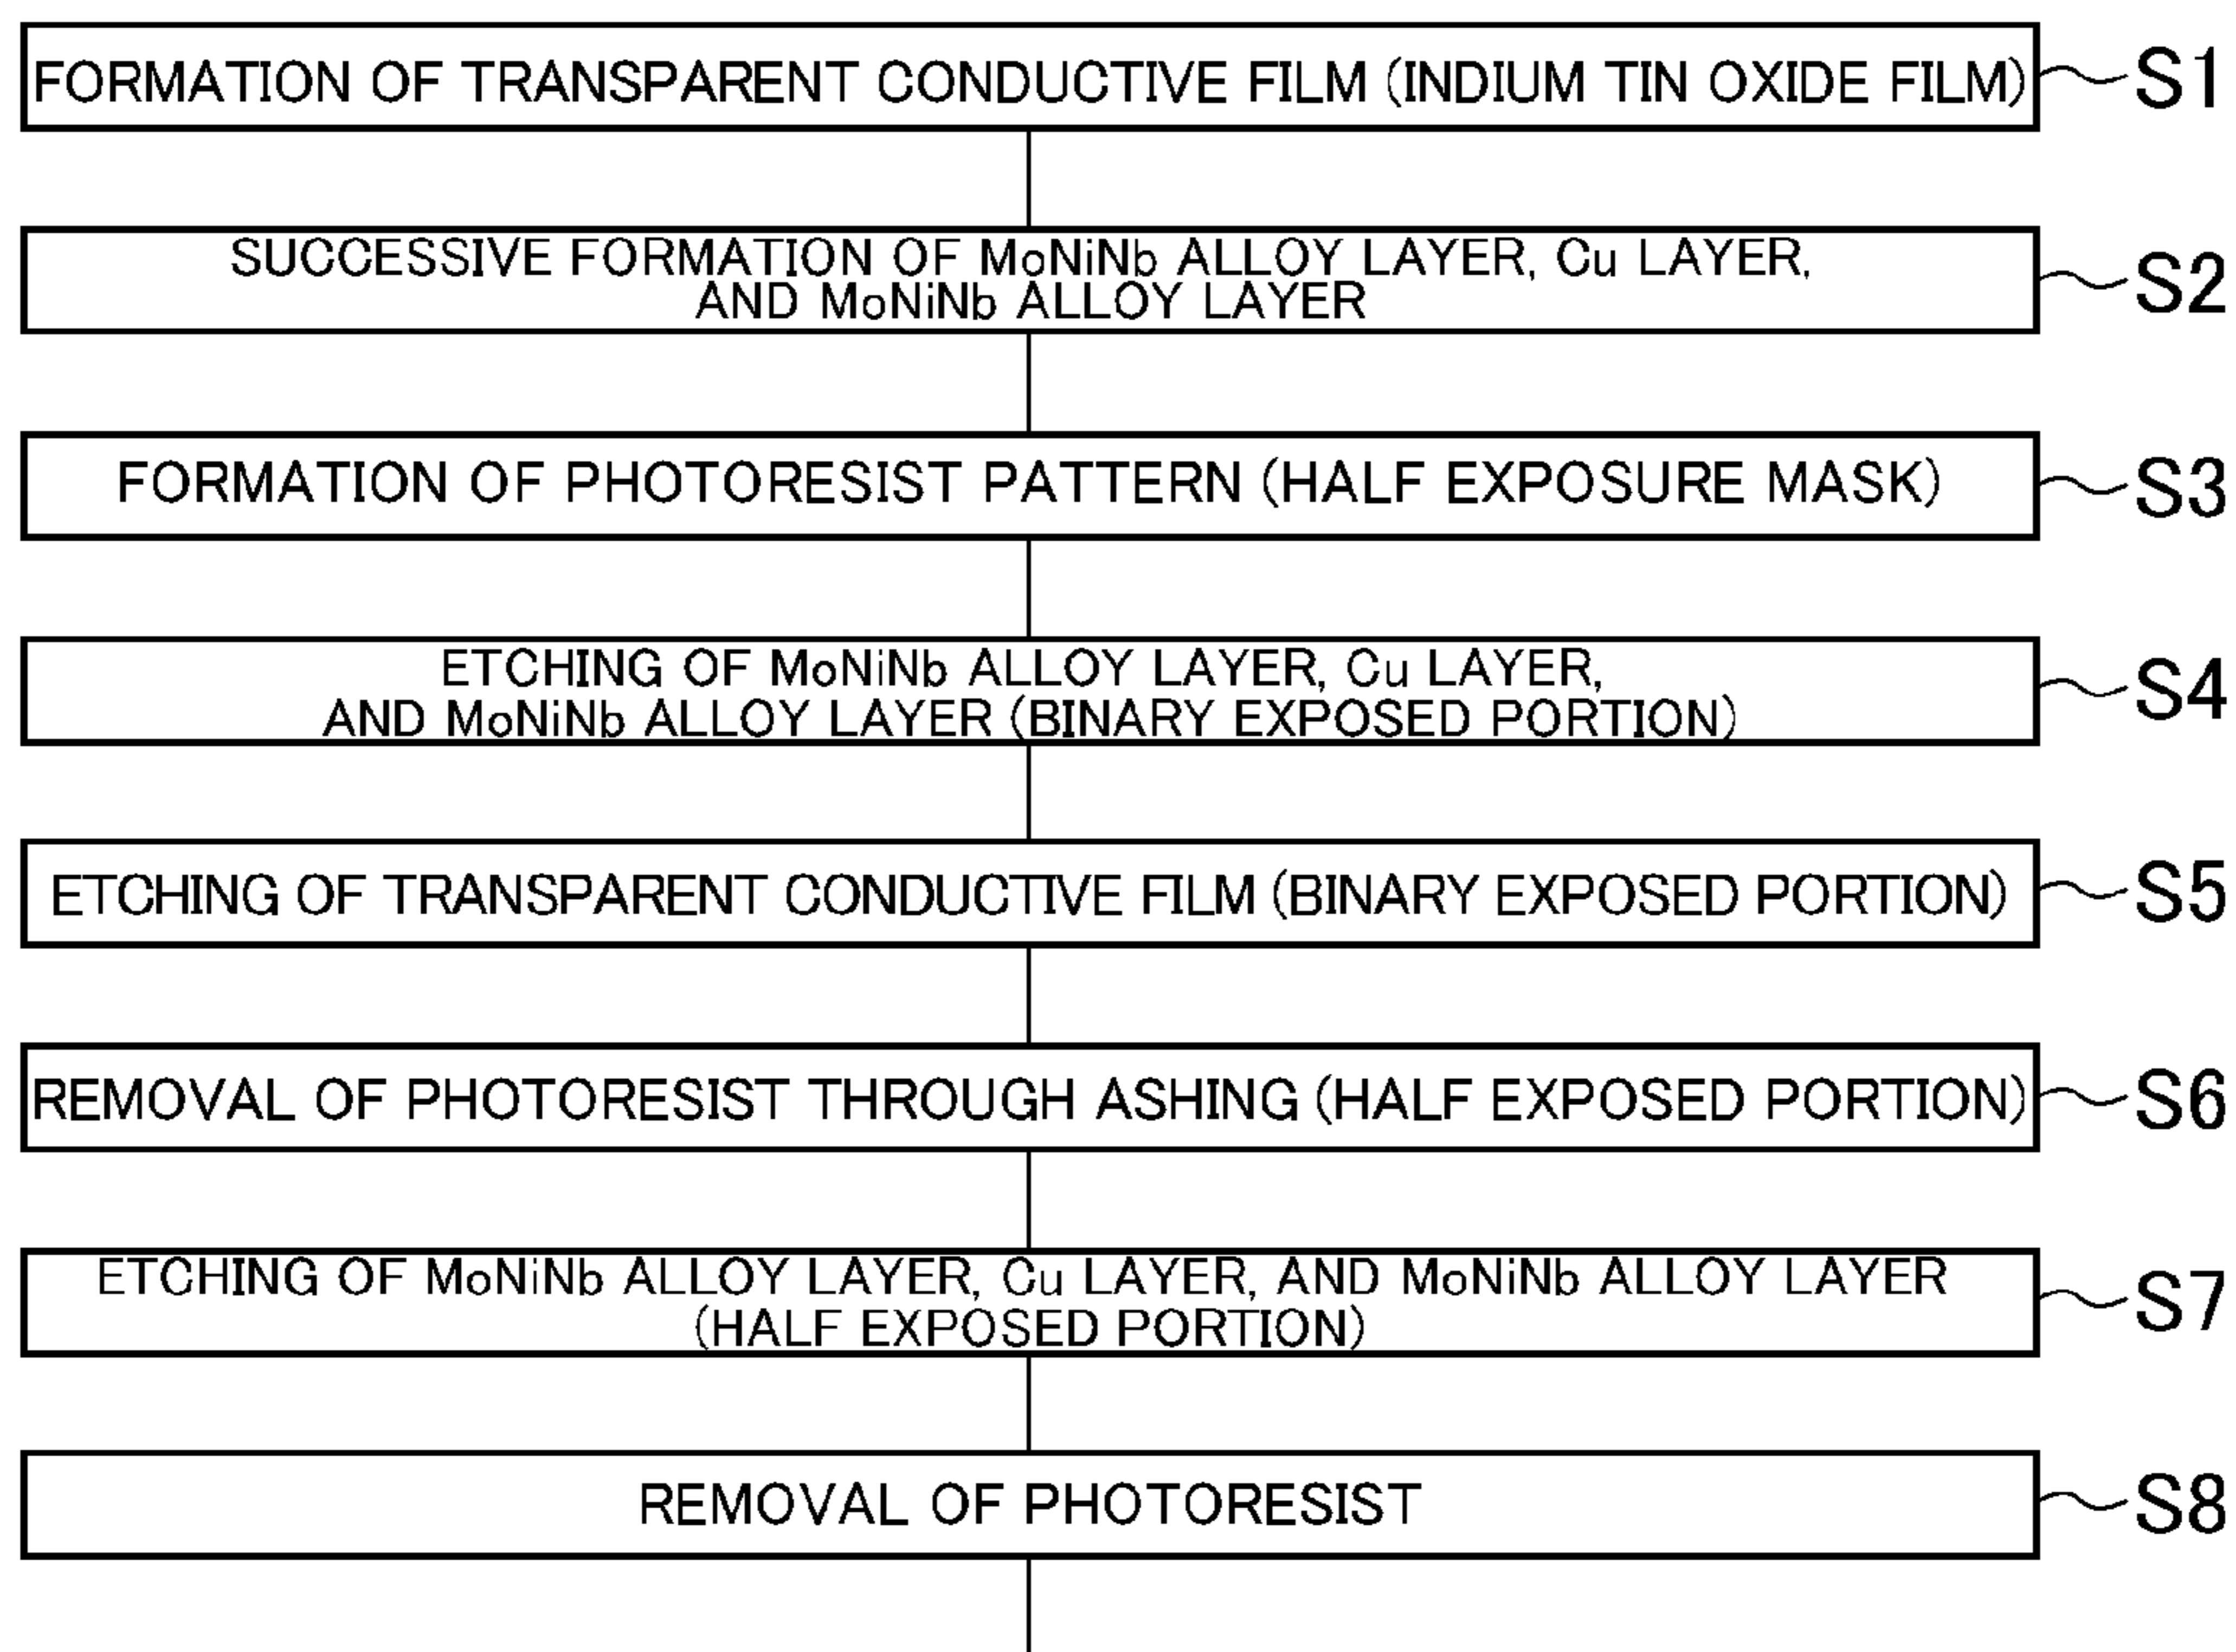 FORMATION OF TRANSPARENT CONDUCTIVE FILM (INDIUM TIN OXIDE FILM) S1
SUCCESSIVE FORMATION OF MoNiNb ALLOY LAYER, Cu LAYER,
AND MoNiNb ALLOY LAYER
S2
FORMATION OF PHOTORESIST PATTERN (HALF EXPOSURE MASK) S3
ETCHING OF MoNiNb ALLOY LAYER, Cu LAYER,
AND MoNiNb ALLOY LAYER (BINARY EXPOSED PORTION)
S4
ETCHING OF TRANSPARENT CONDUCTIVE FILM (BINARY EXPOSED PORTION) S5
REMOVAL OF PHOTORESIST THROUGH ASHING (HALF EXPOSED PORTION) S6
ETCHING OF MoNiNb ALLOY LAYER, Cu LAYER, AND MoNiNb ALLOY LAYER
(HALF EXPOSED PORTION)
S7
REMOVAL OF PHOTORESIST S8